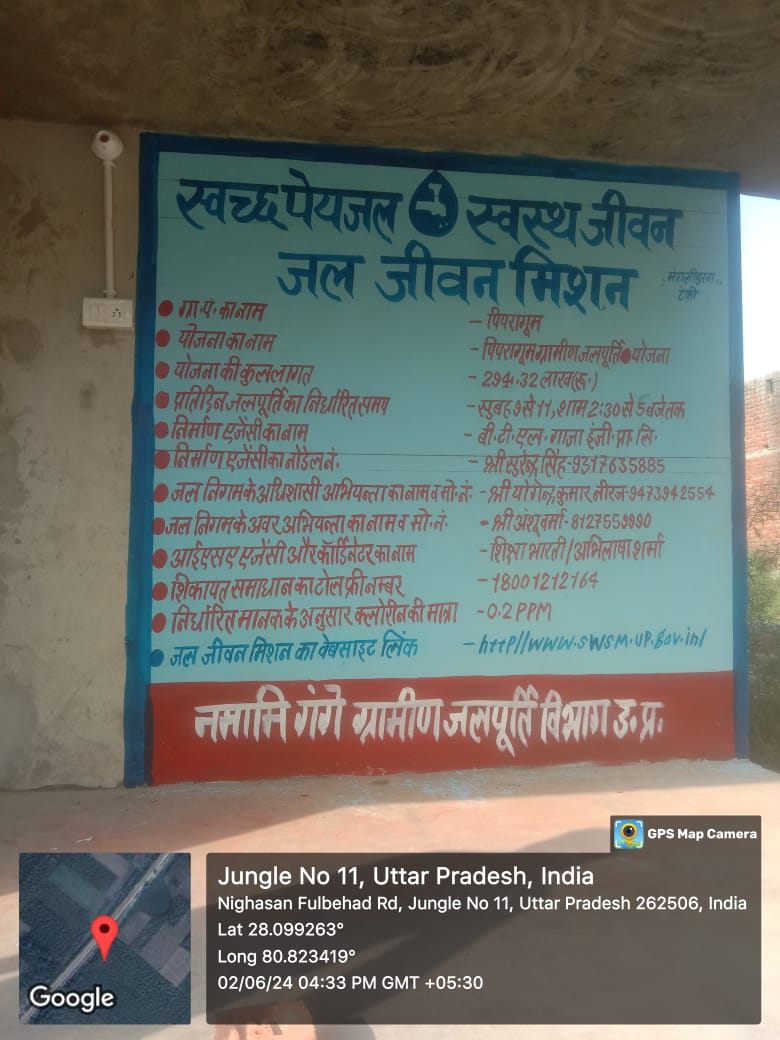 स्वच्छ पेयजल स्वस्थ जीवन
जल जीवन मिशन
मंगलीपुरवा टंकी
ग्रा॰पं॰ का नाम - पिपरागूम
योजना का नाम - पिपरागूम ग्रामीण जलपूर्ति योजना
योजना की कुल लागत - 294.32 लाख (रू॰)
प्रतिदिन जलपूर्ति का निर्धारित समय - सुबह 9 से 11, शाम 2:30 से 5 बजे तक
निर्माण एजेंसी का नाम - बी॰टी॰एल॰ गाजा इंजी॰ प्रा॰ लि॰
निर्माण एजेंसी का नोडल नं॰ - श्री सुरेन्द्र सिंह-9317635885
जल निगम के अधिशासी अभियन्ता का नाम व मो॰ नं॰ - श्री योगेन्द्र कुमार नीरज-9473942554
जल निगम के अवर अभियन्ता का नाम व मो॰ नं॰ - श्री अंशू वर्मा - 8127559990
आईएसए एजेंसी और कॉर्डिनेटर का नाम - शिक्षा भारती / अभिलाषा शर्मा
शिकायत समाधान का टोल फ्री नम्बर - 18001212164
निर्धारित मानक के अनुसार क्लोरीन की मात्रा - 0.2 PPM
जल जीवन मिशन का वेबसाइट लिंक - http//www.swsm.up.gov.in/
नमामि गंगे ग्रामीण जलपूर्ति विभाग उ॰ प्र॰
GPS Map Camera
Jungle No 11, Uttar Pradesh, India
Nighasan Fulbehad Rd, Jungle No 11, Uttar Pradesh 262506, India
Lat 28.099263°
Long 80.823419°
02/06/24 04:33 PM GMT +05:30
Google